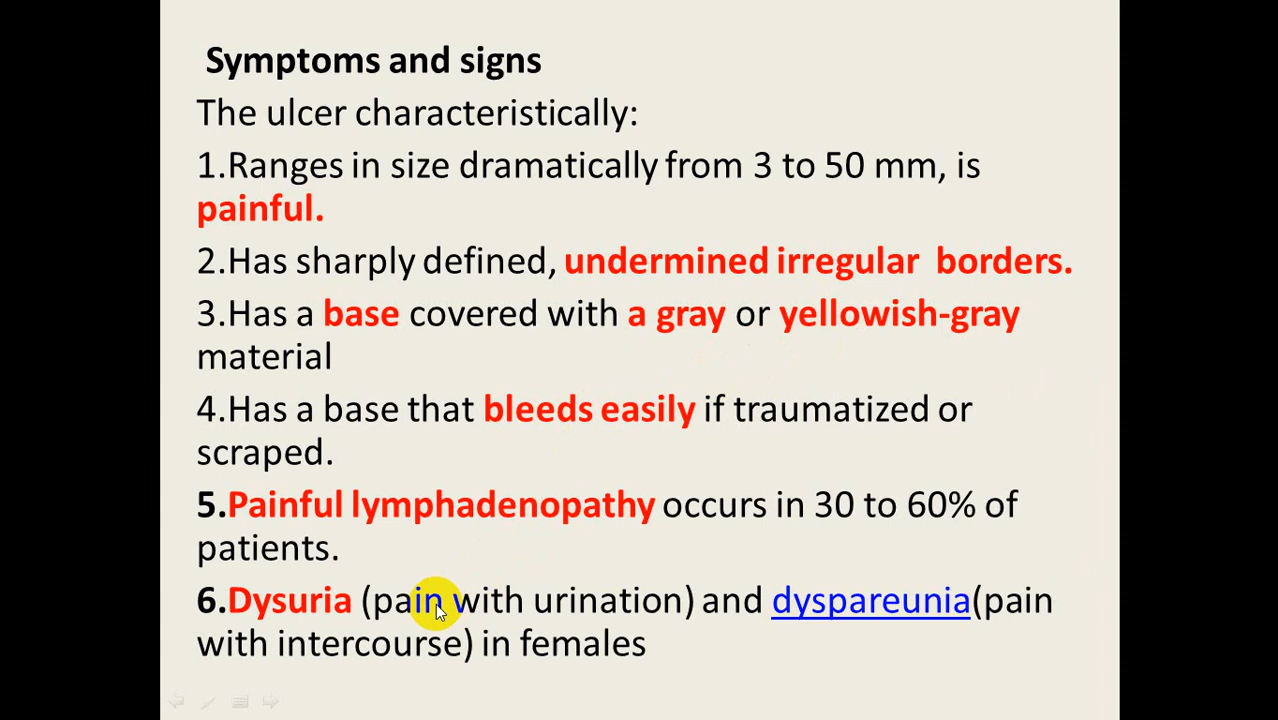 Symptoms and signs
The ulcer characteristically:
1.Ranges in size dramatically from 3 to 50 mm, is
painful.
2.Has sharply defined, undermined irregular borders.
3.Has a base covered with a gray or yellowish-gray
material
4.Has a base that bleeds easily if traumatized or
scraped.
5.Painful lymphadenopathy occurs in 30 to 60% of
patients.
6.Dysuria (pain with urination) and dyspareunia(pain
with intercourse) in females